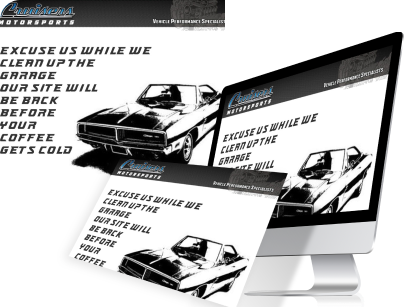 Cruisers
MOTORSPORTS
VEHICLE PERFORMANCE SPECIALISTS
EXCUSE US WHILE WE
CLEAN UP THE
GARAGE
OUR SITE WILL
BE BACK
BEFORE
YOUR
COFFEE
GETS COLD
Cruisers
MOTORSPORTS
VEHICLE PERFORMANCE SPECIALISTS
EXCUSE US WHILE WE
CLEAN UP THE
GARAGE
OUR SITE WILL
Cruisers
MOTORSPORTS
VEHICLE PERFORMANCE SPECIALISTS
EXCUSE US WHILE WE
CLEAN UP THE
GARAGE
OUR SITE WILL
BE BACK
BEFORE
YOUR
COFFEE